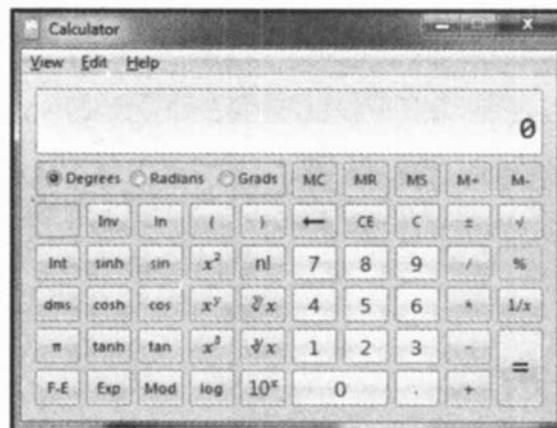 Calculator
View Edit Help
0
Degrees Radians Grads MC MR MS M+ M-
Inv ln ( ) ← CE C ± √
Int sinh sin x² n! 7 8 9 / %
dms cosh cos xʸ ʸ√x 4 5 6 * 1/x
π tanh tan x³ ³√x 1 2 3 - =
F-E Exp Mod log 10ˣ 0 . +